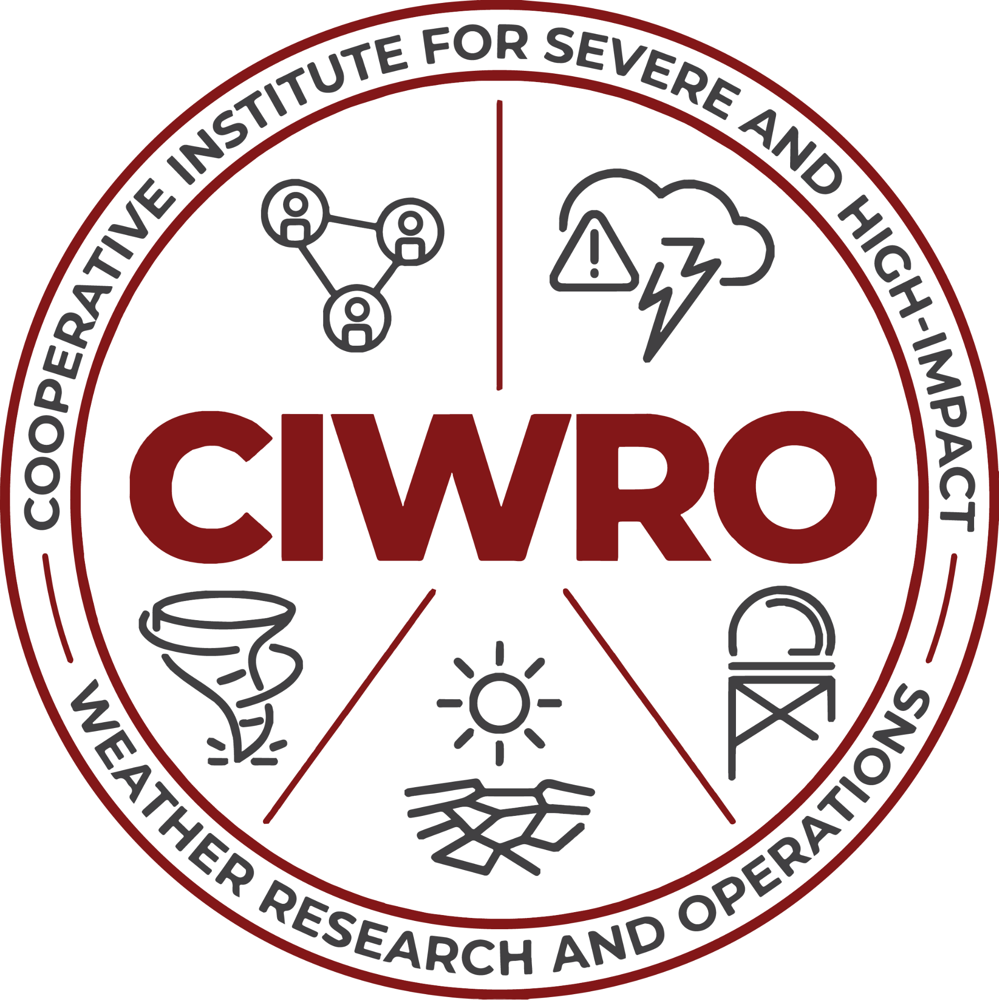 COOPERATIVE INSTITUTE FOR SEVERE AND HIGH-IMPACT
CIWRO
WEATHER RESEARCH AND OPERATIONS